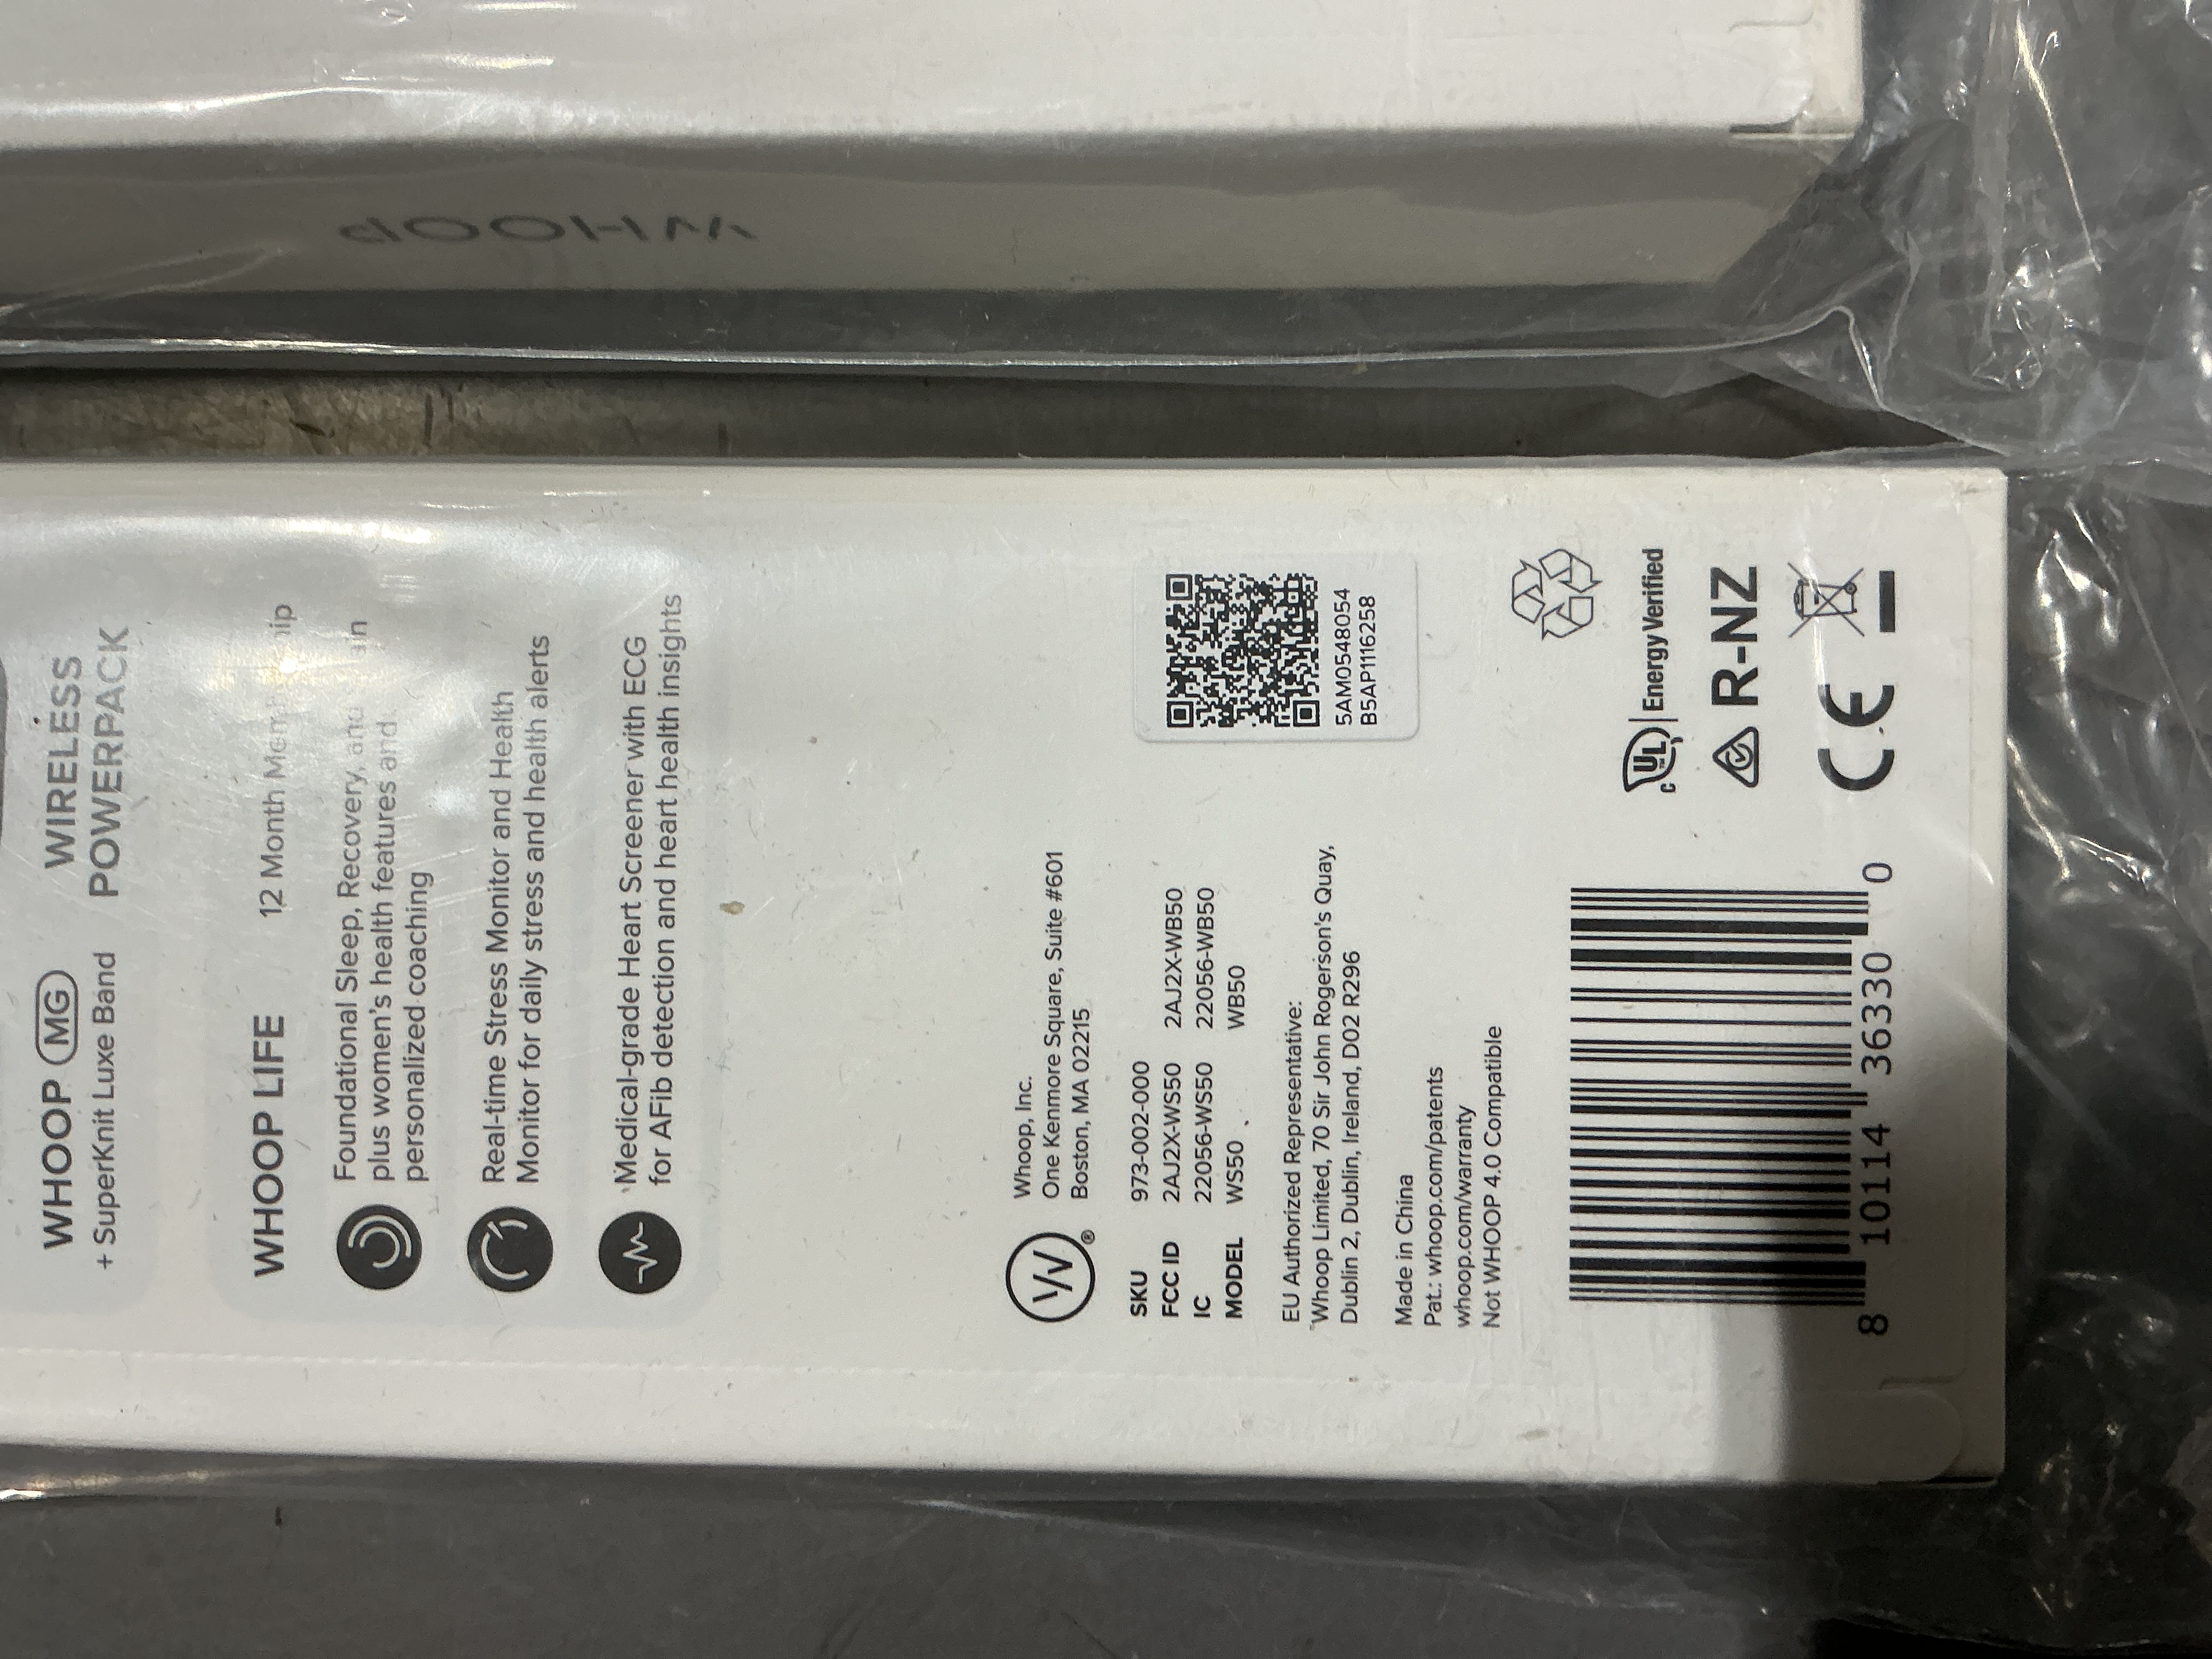 WHOOP
WHOOP MG
+ SuperKnit Luxe Band
WIRELESS
POWERPACK
WHOOP LIFE
12 Month
Foundational Sleep, Recovery, and
plus women's health features and
personalized coaching
Real-time Stress Monitor and Health
Monitor for daily stress and health alerts
Medical-grade Heart Screener with ECG
for AFib detection and heart health insights
W®
Whoop, Inc.
One Kenmore Square, Suite #601
Boston, MA 02215
SKU 973-002-000
FCC ID 2AJ2X-WS50 2AJ2X-WB50
IC 22056-WS50 22056-WB50
MODEL WS50 WB50
5AM0548054
B5AP1116258
EU Authorized Representative:
Whoop Limited, 70 Sir John Rogerson's Quay,
Dublin 2, Dublin, Ireland, D02 R296
Made in China
Pat.: whoop.com/patents
whoop.com/warranty
Not WHOOP 4.0 Compatible
8 10114 36330 0
c UL Energy Verified
R-NZ
CE